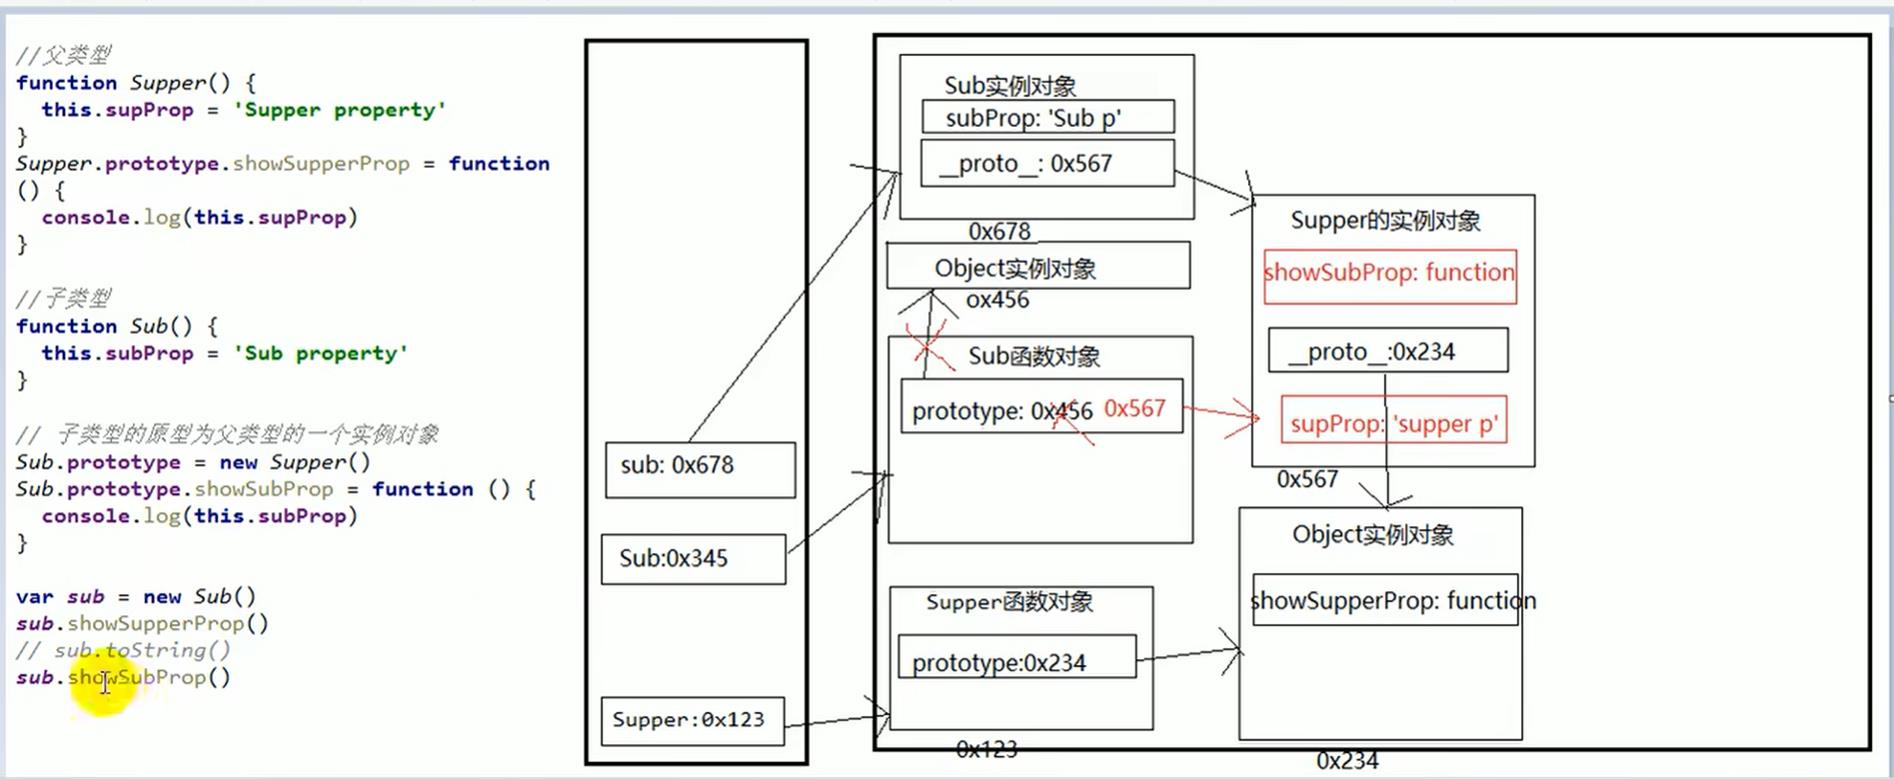 //父类型
function Supper() {
this.supProp = 'Supper property'
}
Supper.prototype.showSupperProp = function
() {
console.log(this.supProp)
}
//子类型
function Sub() {
this.subProp = 'Sub property'
}
// 子类型的原型为父类型的一个实例对象
Sub.prototype = new Supper()
Sub.prototype.showSubProp = function () {
console.log(this.subProp)
}
var sub = new Sub()
sub.showSupperProp()
// sub.toString()
sub.showSubProp()
sub: 0x678
Sub:0x345
Supper:0x123
Sub实例对象
subProp: 'Sub p'
__proto__: 0x567
0x678
Object实例对象
ox456
Sub函数对象
prototype: 0x456 0x567
Supper函数对象
prototype:0x234
0x123
Supper的实例对象
showSubProp: function
__proto__:0x234
supProp: 'supper p'
0x567
Object实例对象
showSupperProp: function
0x234